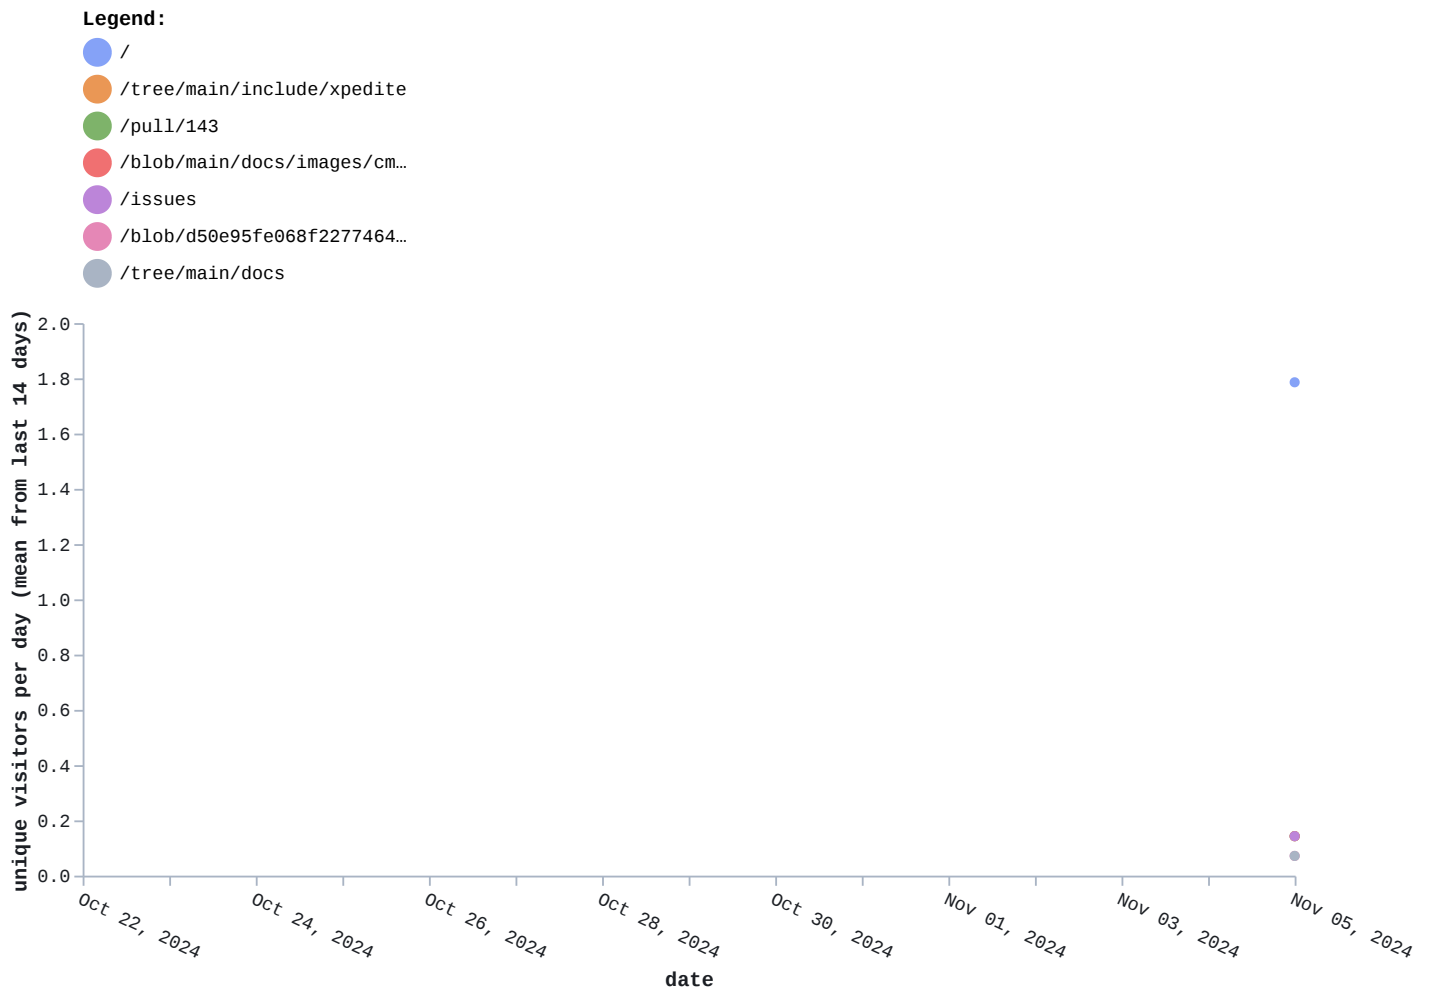 Legend:
/
/tree/main/include/xpedite
/pull/143
/blob/main/docs/images/cm…
/issues
/blob/d50e95fe068f2277464…
/tree/main/docs
unique visitors per day (mean from last 14 days)
2.0
1.8
1.6
1.4
1.2
1.0
0.8
0.6
0.4
0.2
0.0
Oct 22, 2024
Oct 24, 2024
Oct 26, 2024
Oct 28, 2024
Oct 30, 2024
Nov 01, 2024
Nov 03, 2024
Nov 05, 2024
date